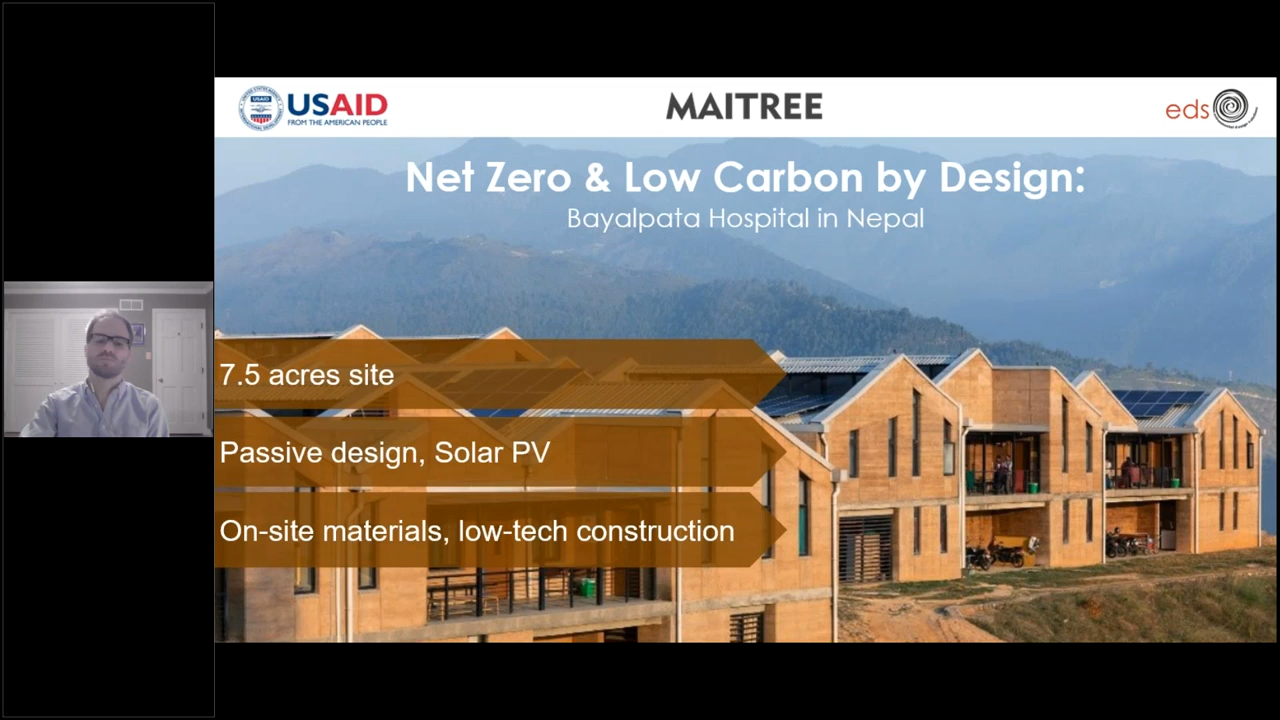 USAID
FROM THE AMERICAN PEOPLE
MAITREE
eds
Net Zero & Low Carbon by Design:
Bayalpata Hospital in Nepal
7.5 acres site
Passive design, Solar PV
On-site materials, low-tech construction